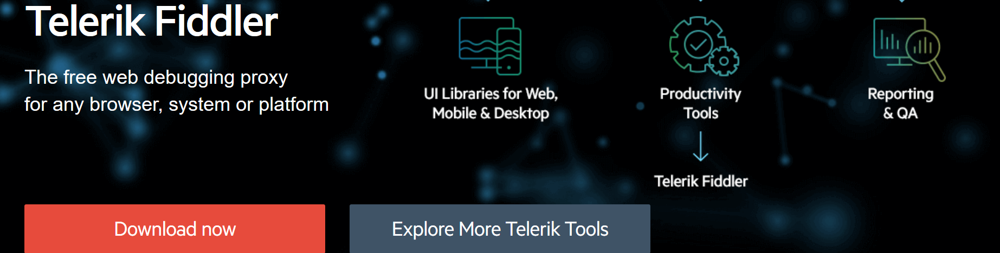 Telerik Fiddler
The free web debugging proxy
for any browser, system or platform
UI Libraries for Web,
Mobile & Desktop
Productivity
Tools
Reporting
& QA
Telerik Fiddler
Download now
Explore More Telerik Tools